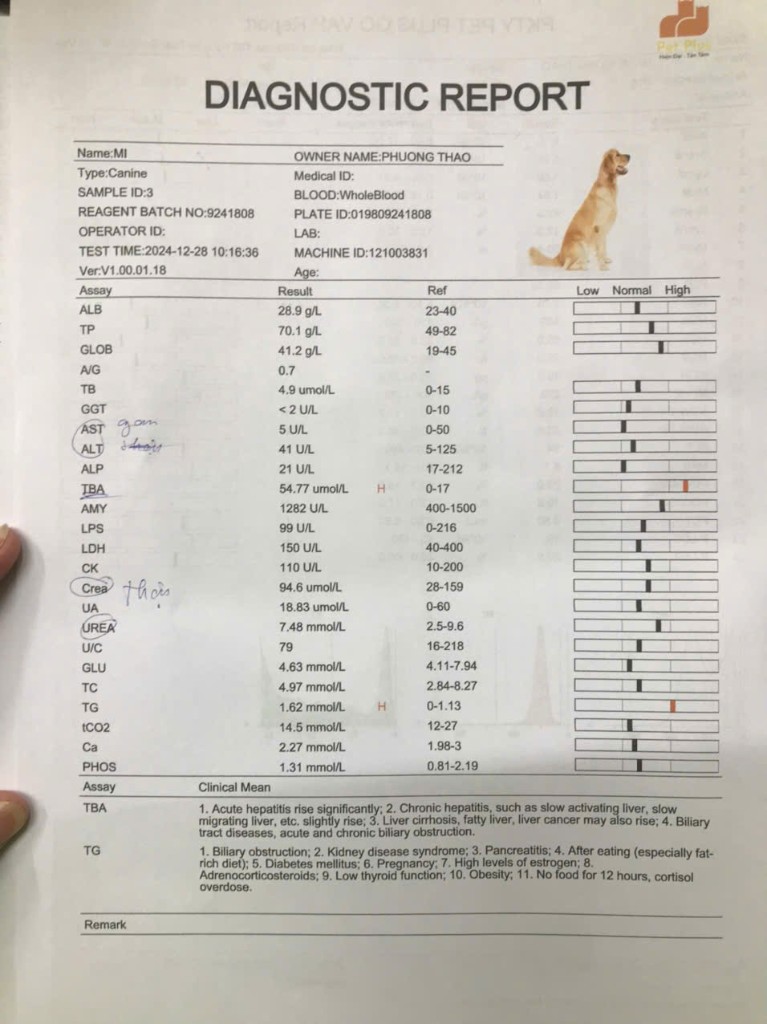 Pet Plus
DIAGNOSTIC REPORT
Name:MI
OWNER NAME:PHUONG THAO
Type:Canine
Medical ID:
SAMPLE ID:3
BLOOD:WholeBlood
REAGENT BATCH NO:9241808
PLATE ID:019809241808
OPERATOR ID:
LAB:
TEST TIME:2024-12-28 10:16:36
MACHINE ID:121003831
Ver:V1.00.01.18
Age:
Assay Result Ref Low Normal High
ALB 28.9 g/L 23-40
TP 70.1 g/L 49-82
GLOB 41.2 g/L 19-45
A/G 0.7 -
TB 4.9 umol/L 0-15
GGT < 2 U/L 0-10
AST gan 5 U/L 0-50
ALT 41 U/L 5-125
ALP 21 U/L 17-212
TBA 54.77 umol/L H 0-17
AMY 1282 U/L 400-1500
LPS 99 U/L 0-216
LDH 150 U/L 40-400
CK 110 U/L 10-200
Crea thận 94.6 umol/L 28-159
UA 18.83 umol/L 0-60
UREA 7.48 mmol/L 2.5-9.6
U/C 79 16-218
GLU 4.63 mmol/L 4.11-7.94
TC 4.97 mmol/L 2.84-8.27
TG 1.62 mmol/L H 0-1.13
tCO2 14.5 mmol/L 12-27
Ca 2.27 mmol/L 1.98-3
PHOS 1.31 mmol/L 0.81-2.19
Assay Clinical Mean
TBA 1. Acute hepatitis rise significantly; 2. Chronic hepatitis, such as slow activating liver, slow
migrating liver, etc. slightly rise; 3. Liver cirrhosis, fatty liver, liver cancer may also rise; 4. Biliary
tract diseases, acute and chronic biliary obstruction.
TG 1. Biliary obstruction; 2. Kidney disease syndrome; 3. Pancreatitis; 4. After eating (especially fat-
rich diet); 5. Diabetes mellitus; 6. Pregnancy; 7. High levels of estrogen; 8.
Adrenocorticosteroids; 9. Low thyroid function; 10. Obesity; 11. No food for 12 hours, cortisol
overdose.
Remark